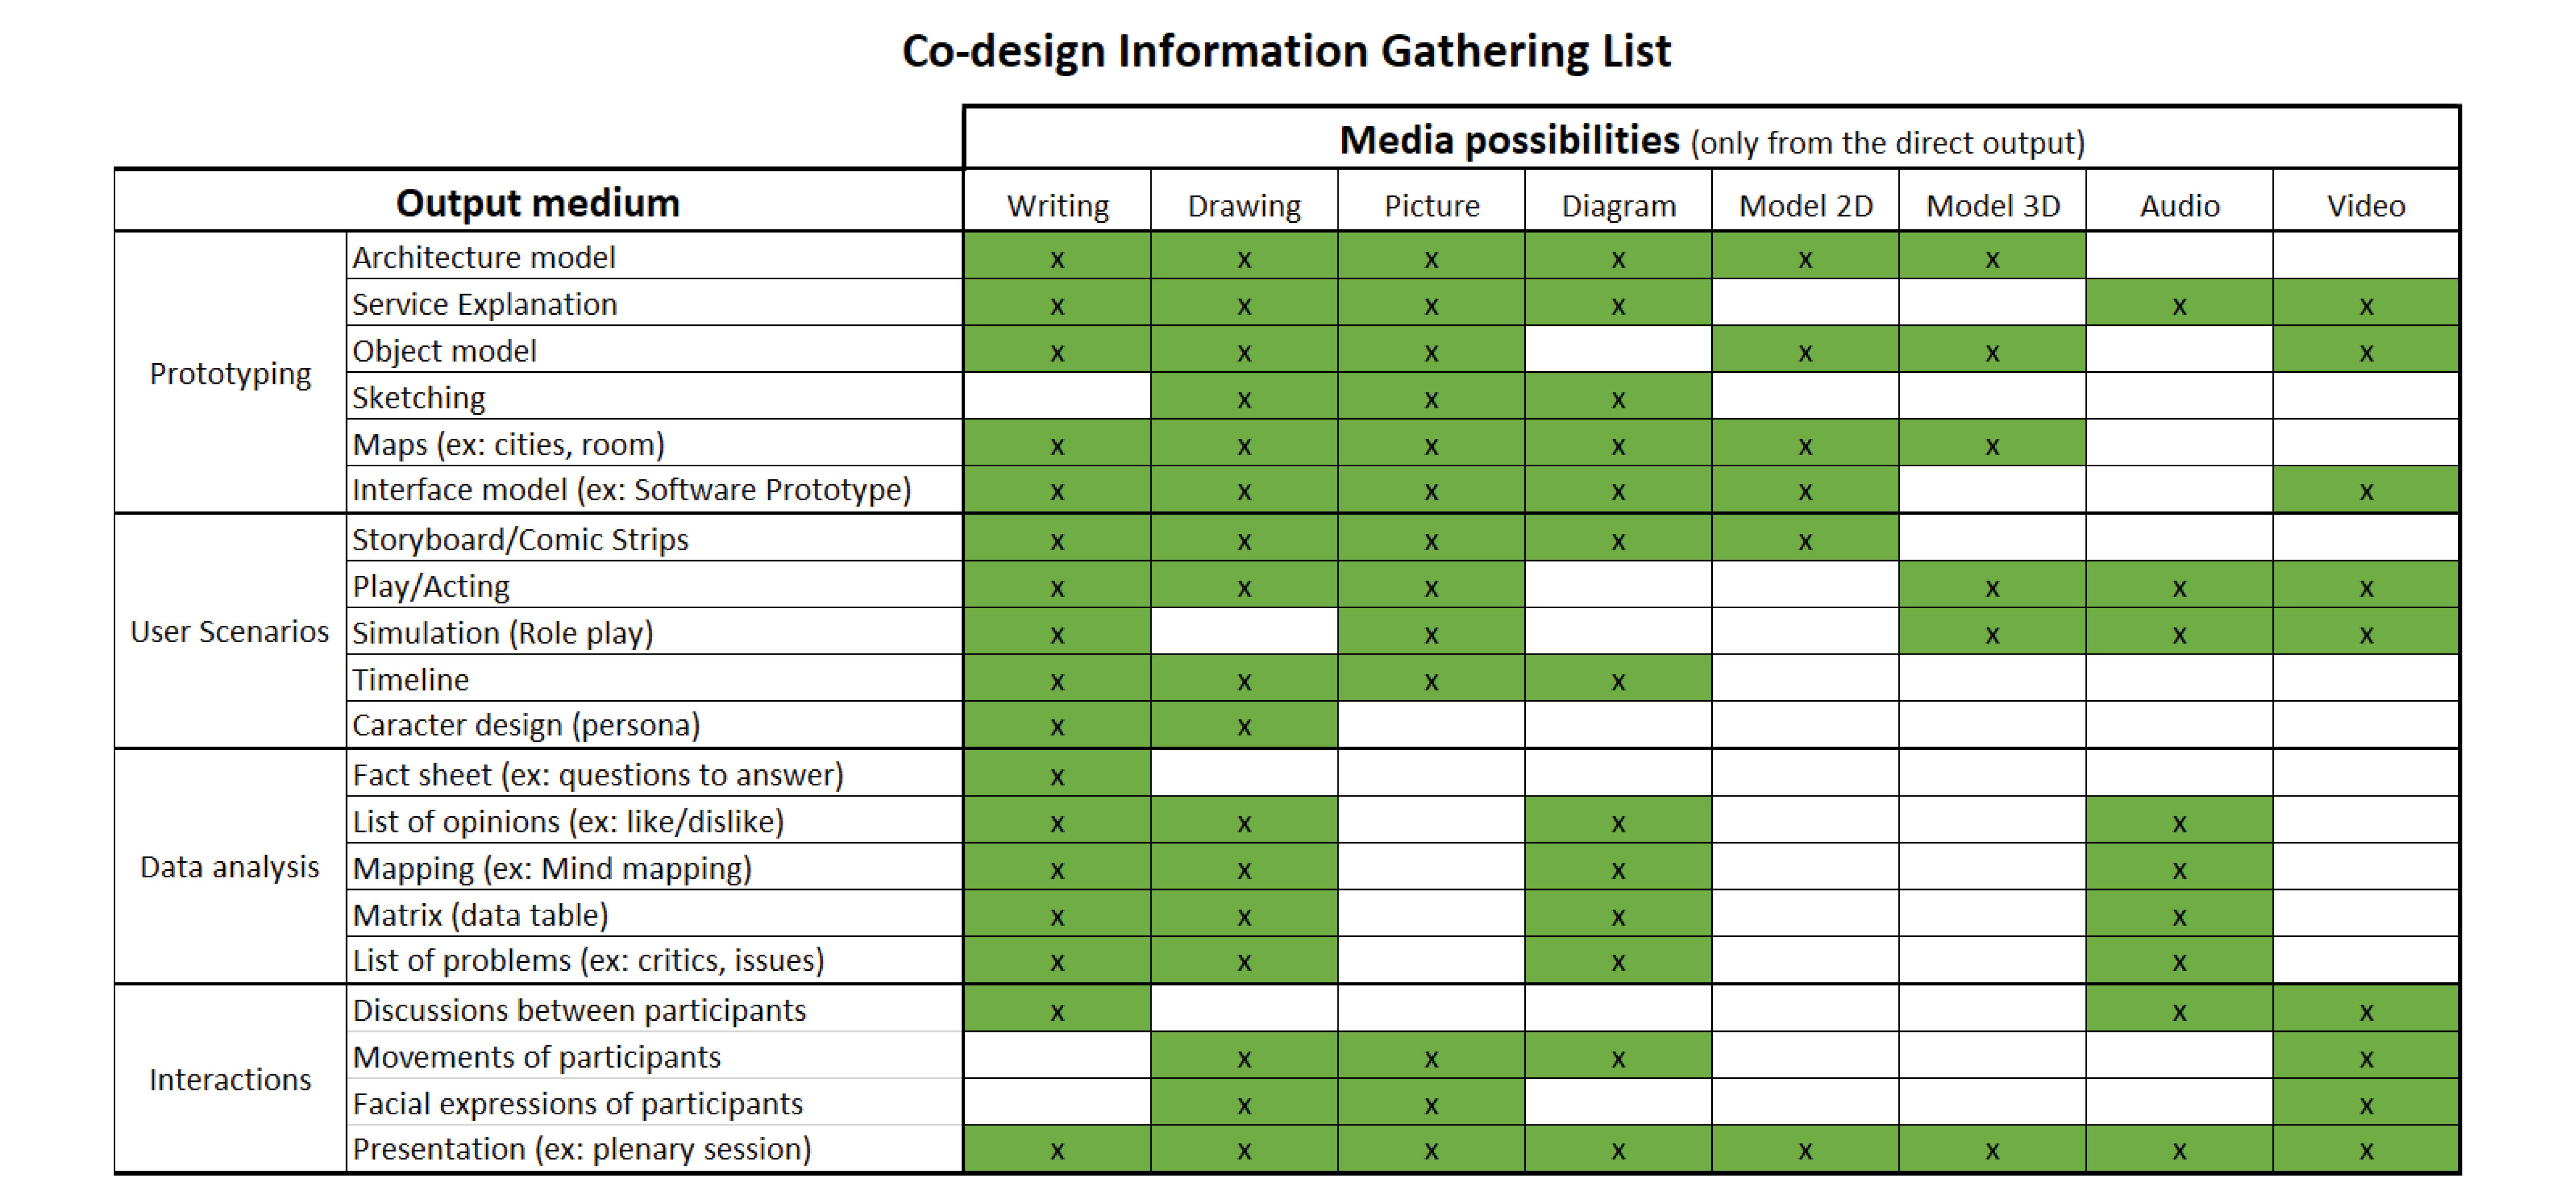 Co-design Information Gathering List
Media possibilities (only from the direct output)
Output medium Writing Drawing Picture Diagram Model 2D Model 3D Audio Video
Prototyping
Architecture model x x x x x x
Service Explanation x x x x x x
Object model x x x x x x
Sketching x x x
Maps (ex: cities, room) x x x x x x
Interface model (ex: Software Prototype) x x x x x x
User Scenarios
Storyboard/Comic Strips x x x x x
Play/Acting x x x x x x
Simulation (Role play) x x x x x
Timeline x x x x
Caracter design (persona) x x
Data analysis
Fact sheet (ex: questions to answer) x
List of opinions (ex: like/dislike) x x x x
Mapping (ex: Mind mapping) x x x x
Matrix (data table) x x x x
List of problems (ex: critics, issues) x x x x
Interactions
Discussions between participants x x x
Movements of participants x x x x
Facial expressions of participants x x x
Presentation (ex: plenary session) x x x x x x x x